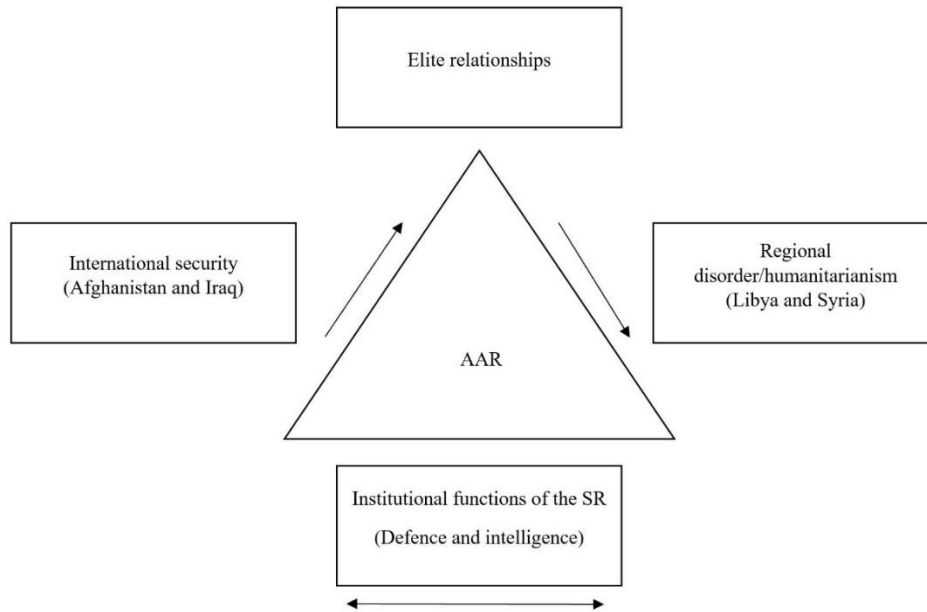 Elite relationships
International security
(Afghanistan and Iraq)
Regional
disorder/humanitarianism
(Libya and Syria)
AAR
Institutional functions of the SR
(Defence and intelligence)